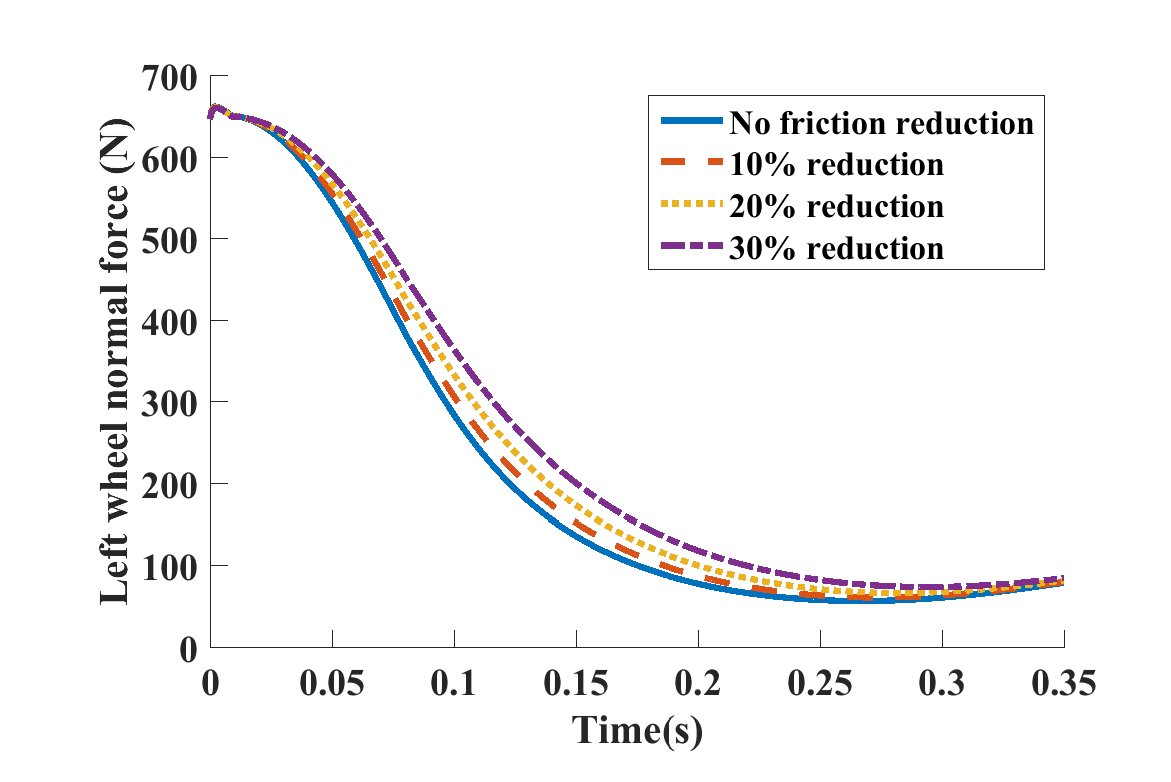 700
600
500
400
300
200
100
0
Left wheel normal force (N)
No friction reduction
10% reduction
20% reduction
30% reduction
0 0.05 0.1 0.15 0.2 0.25 0.3 0.35
Time(s)